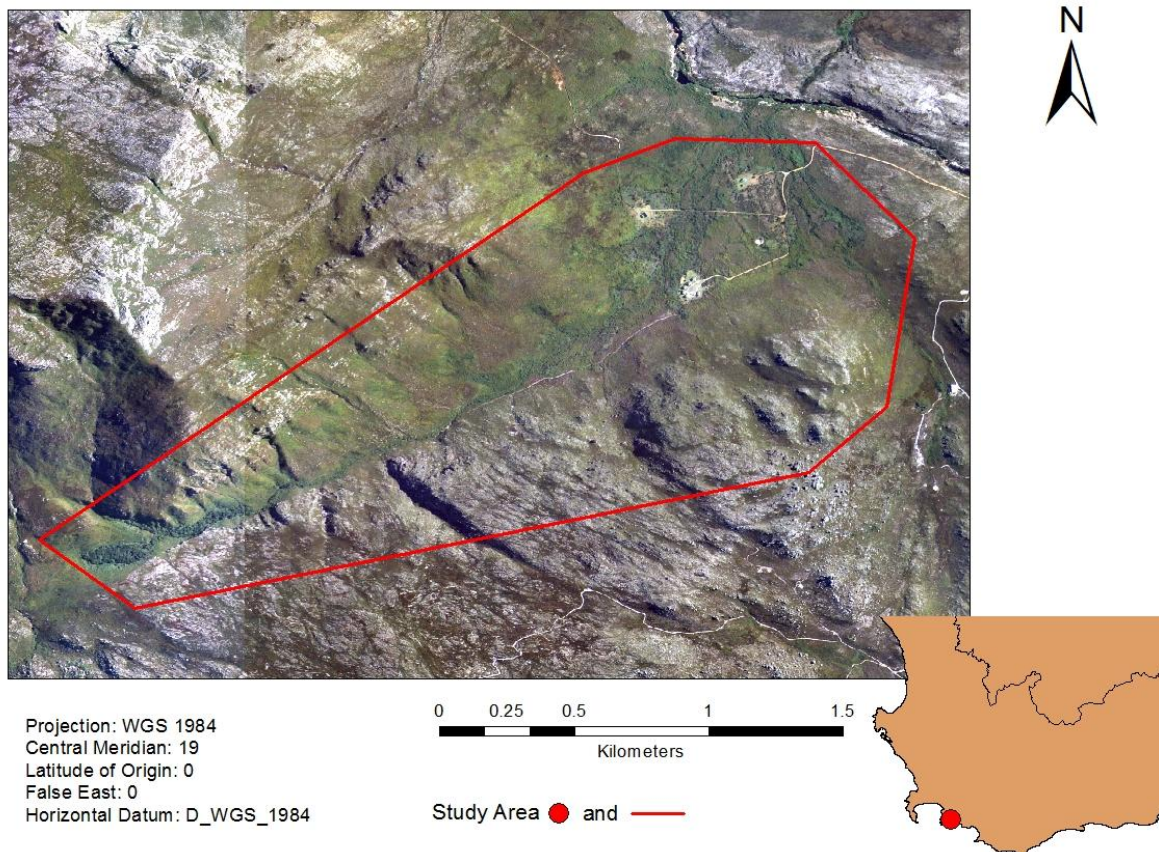 N
Projection: WGS 1984
Central Meridian: 19
Latitude of Origin: 0
False East: 0
Horizontal Datum: D_WGS_1984
0 0.25 0.5 1 1.5
Kilometers
Study Area and